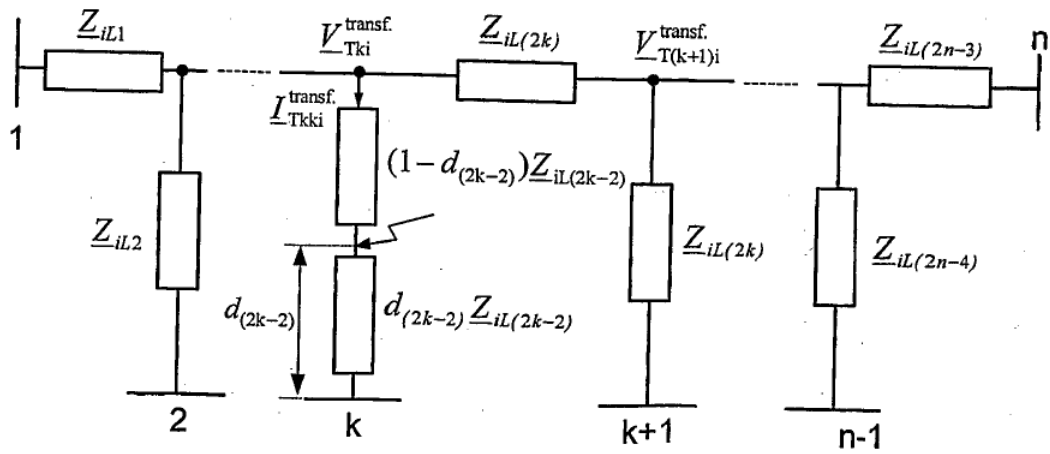 Z_iL1
V_Tki^transf.
Z_iL(2k)
V_T(k+1)i^transf.
Z_iL(2n−3)
n
1
I_Tkki^transf.
(1−d_(2k−2))Z_iL(2k−2)
Z_iL2
Z_iL(2k)
Z_iL(2n−4)
d_(2k−2)
d_(2k−2) Z_iL(2k−2)
2
k
k+1
n-1